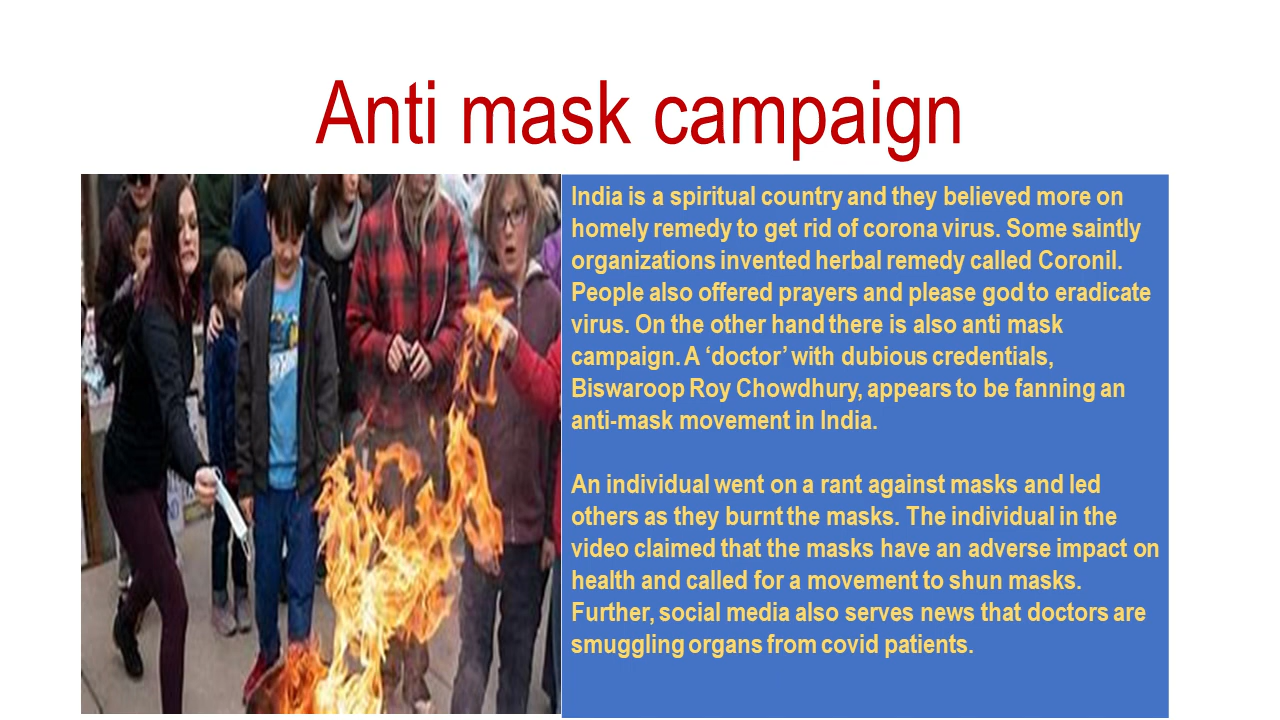 Anti mask campaign
India is a spiritual country and they believed more on
homely remedy to get rid of corona virus. Some saintly
organizations invented herbal remedy called Coronil.
People also offered prayers and please god to eradicate
virus. On the other hand there is also anti mask
campaign. A ‘doctor’ with dubious credentials,
Biswaroop Roy Chowdhury, appears to be fanning an
anti-mask movement in India.
An individual went on a rant against masks and led
others as they burnt the masks. The individual in the
video claimed that the masks have an adverse impact on
health and called for a movement to shun masks.
Further, social media also serves news that doctors are
smuggling organs from covid patients.